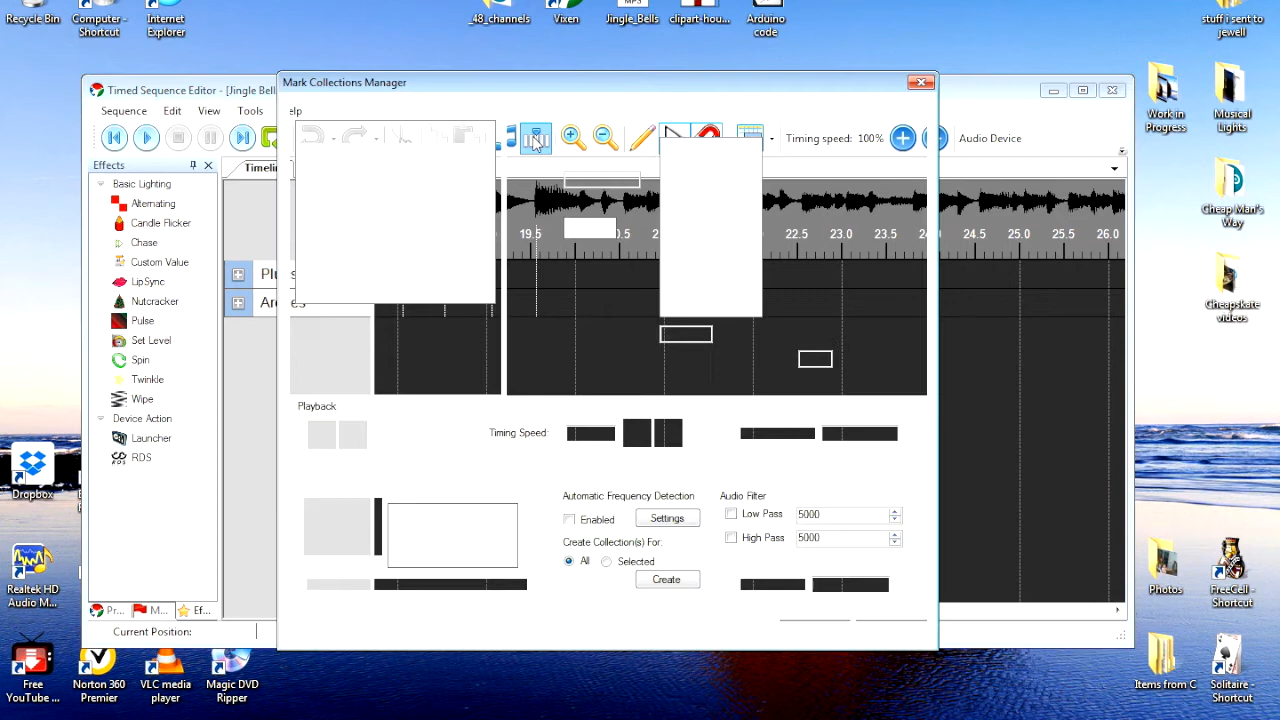 Recycle Bin
Computer - Shortcut
Internet Explorer
_48_channels
Vixen
Jingle_Bells
clipart-hou...
Arduino code
stuff i sent to jewell
Timed Sequence Editor - [Jingle Bell
Mark Collections Manager
Sequence Edit View Tools elp
Timing speed: 100%
Audio Device
Effects
Timelin
Basic Lighting
Alternating
Candle Flicker
Chase
Custom Value
LipSync
Nutcracker
Pulse
Set Level
Spin
Twinkle
Wipe
Device Action
Launcher
RDS
19.5 22.5 23.0 23.5 24.5 25.0 25.5 26.0
Playback
Timing Speed:
Automatic Frequency Detection
Enabled
Settings
Create Collection(s) For:
All
Selected
Create
Audio Filter
Low Pass 5000
High Pass 5000
Pr... M... Ef...
Current Position:
Work in Progress
Musical Lights
Cheap Man's Way
Cheapskate videos
Photos
FreeCell - Shortcut
Items from C
Solitaire - Shortcut
Dropbox
Realtek HD Audio M...
Free YouTube ...
Norton 360 Premier
VLC media player
Magic DVD Ripper